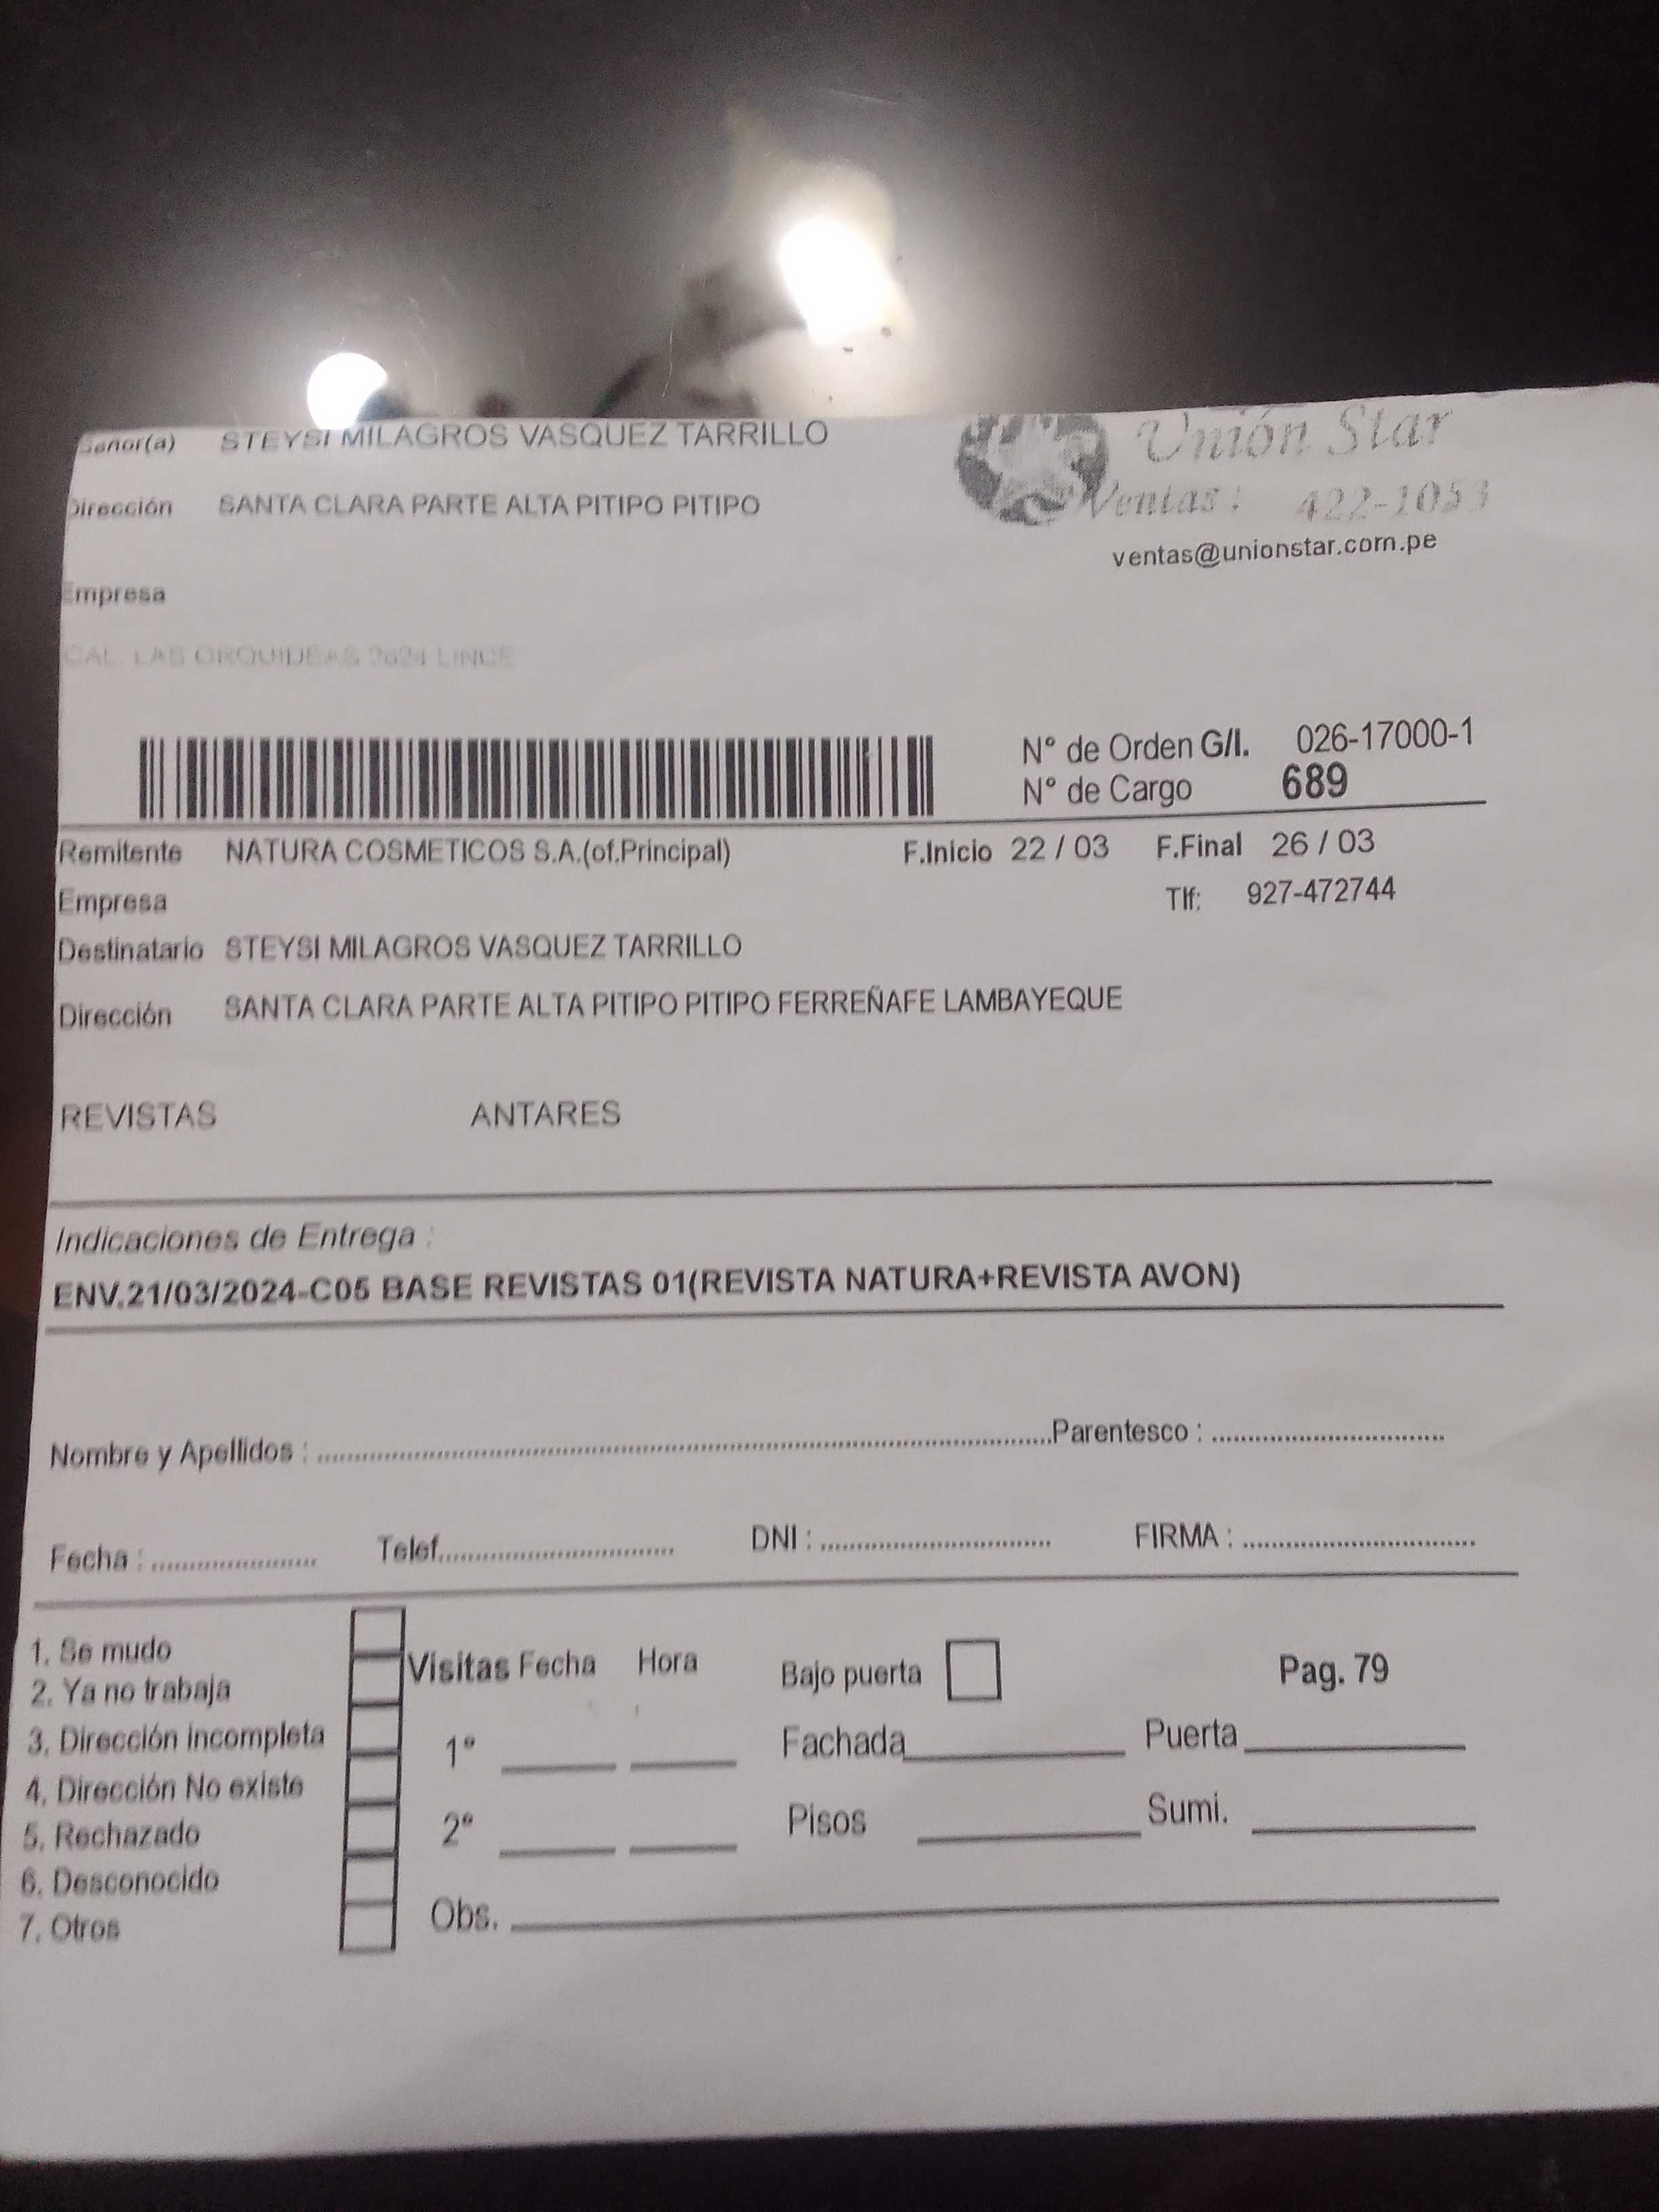 Señor(a) STEYSI MILAGROS VASQUEZ TARRILLO
Unión Star
Dirección SANTA CLARA PARTE ALTA PITIPO PITIPO
Ventas : 422-1053
ventas@unionstar.com.pe
Empresa
CAL. LAS ORQUIDEAS 2624 LINCE
N° de Orden G/I. 026-17000-1
N° de Cargo 689
Remitente NATURA COSMETICOS S.A.(of.Principal) F.Inicio 22 / 03 F.Final 26 / 03
Empresa Tlf: 927-472744
Destinatario STEYSI MILAGROS VASQUEZ TARRILLO
Dirección SANTA CLARA PARTE ALTA PITIPO PITIPO FERREÑAFE LAMBAYEQUE
REVISTAS ANTARES
Indicaciones de Entrega :
ENV.21/03/2024-C05 BASE REVISTAS 01(REVISTA NATURA+REVISTA AVON)
Nombre y Apellidos : Parentesco :
Fecha : Telef. DNI : FIRMA :
1. Se mudo
2. Ya no trabaja
3. Dirección incompleta
4. Dirección No existe
5. Rechazado
6. Desconocido
7. Otros
Visitas Fecha Hora Bajo puerta Pag. 79
1° Fachada Puerta
2° Pisos Sumi.
Obs.